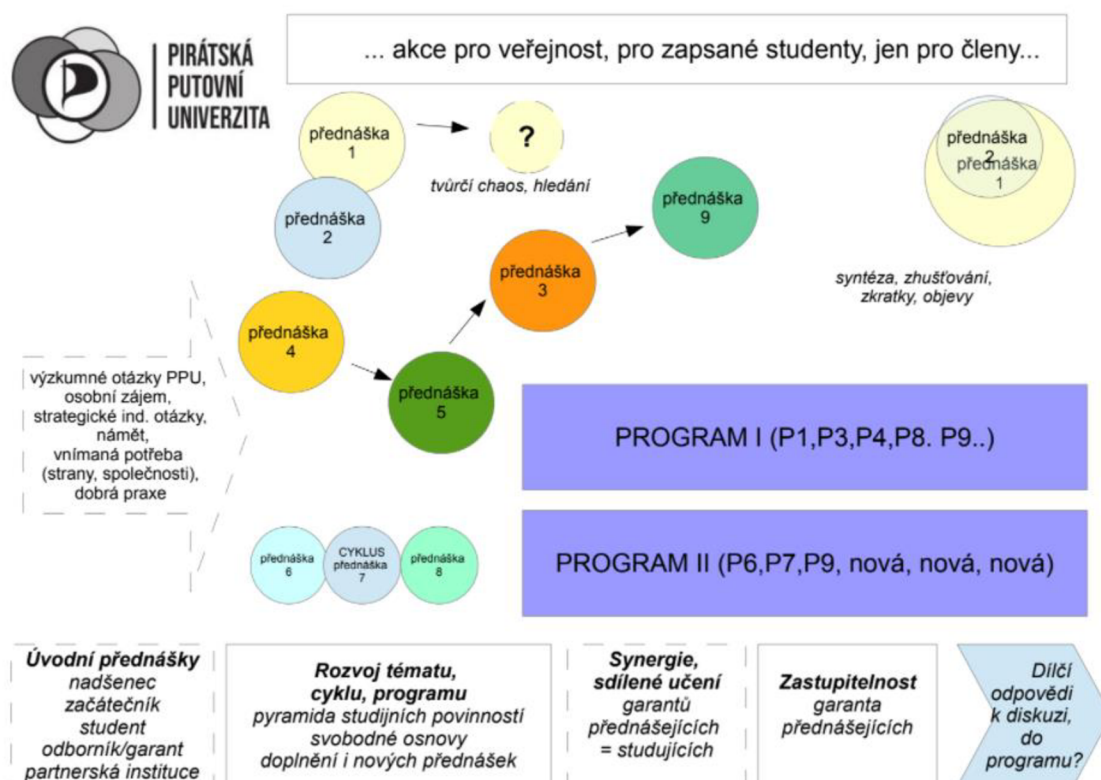 PIRÁTSKÁ
PUTOVNÍ
UNIVERZITA
... akce pro veřejnost, pro zapsané studenty, jen pro členy...
přednáška
1
?
tvůrčí chaos, hledání
přednáška
2
přednáška
9
přednáška
2
přednáška
1
syntéza, zhušťování,
zkratky, objevy
přednáška
3
přednáška
4
přednáška
5
výzkumné otázky PPU,
osobní zájem,
strategické ind. otázky,
námět,
vnímaná potřeba
(strany, společnosti),
dobrá praxe
PROGRAM I (P1,P3,P4,P8. P9..)
přednáška
6
CYKLUS
přednáška
7
přednáška
8
PROGRAM II (P6,P7,P9, nová, nová, nová)
Úvodní přednášky
nadšenec
začátečník
student
odborník/garant
partnerská instituce
Rozvoj tématu,
cyklu, programu
pyramida studijních povinností
svobodné osnovy
doplnění i nových přednášek
Synergie,
sdílené učení
garantů
přednášejících
= studujících
Zastupitelnost
garanta
přednášejících
Dílčí
odpovědi
k diskuzi,
do
programu?